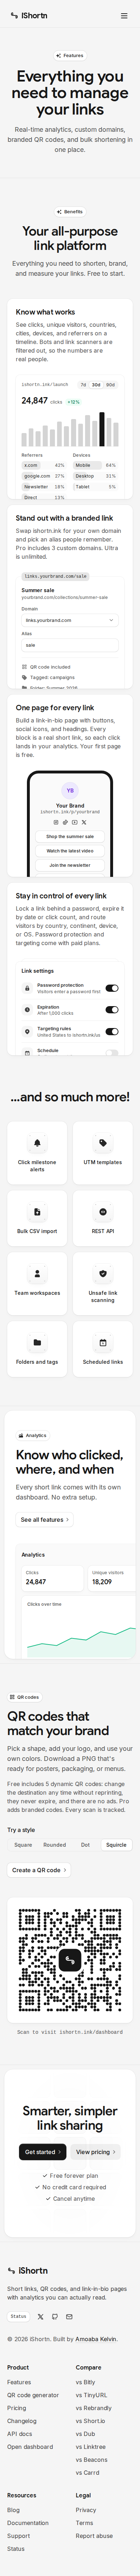 iShortn
Features
Everything you
need to manage
your links
Real-time analytics, custom domains,
branded QR codes, and bulk shortening in
one place.
Benefits
Your all-purpose
link platform
Everything you need to shorten, brand,
and measure your links. Free to start.
Know what works
See clicks, unique visitors, countries,
cities, devices, and referrers on a
timeline. Bots and link scanners are
filtered out, so the numbers are
real people.
ishortn.ink/launch
7d 30d 90d
24,847 clicks +12%
Referrers
Devices
x.com 42%
Mobile 64%
google.com 27%
Desktop 31%
Newsletter 18%
Tablet 5%
Direct 13%
Stand out with a branded link
Swap ishortn.ink for your own domain
and pick an alias people remember.
Pro includes 3 custom domains. Ultra
is unlimited.
links.yourbrand.com/sale
Summer sale
yourbrand.com/collections/summer-sale
Domain
links.yourbrand.com
Alias
sale
QR code included
Tagged: campaigns
Folder: Summer 2026
One page for every link
Build a link-in-bio page with buttons,
social icons, and headings. Every
button is a short link, so each click
lands in your analytics. Your first page
is free.
YB
Your Brand
ishortn.ink/p/yourbrand
Shop the summer sale
Watch the latest video
Join the newsletter
Stay in control of every link
Put a link behind a password, expire it
by date or click count, and route
visitors by country, continent, device,
or OS. Password protection and
targeting come with paid plans.
Link settings
Password protection
Visitors enter a password first
Expiration
After 1,000 clicks
Targeting rules
United States to ishortn.ink/us
Schedule
...and so much more!
Click milestone
alerts
UTM templates
Bulk CSV import
REST API
Team workspaces
Unsafe link
scanning
Folders and tags
Scheduled links
Analytics
Know who clicked,
where, and when
Every short link comes with its own
dashboard. No extra setup.
See all features
Analytics
Clicks
24,847
Unique visitors
18,209
Clicks over time
QR codes
QR codes that
match your brand
Pick a shape, add your logo, and use your
own colors. Download a PNG that's
ready for posters, packaging, or menus.
Free includes 5 dynamic QR codes: change
the destination any time without reprinting,
they never expire, and there are no ads. Pro
adds branded codes. Every scan is tracked.
Try a style
Square Rounded Dot Squircle
Create a QR code
Scan to visit ishortn.ink/dashboard
Smarter, simpler
link sharing
Get started
View pricing
Free forever plan
No credit card required
Cancel anytime
iShortn
Short links, QR codes, and link-in-bio pages
with analytics you can actually read.
Status
© 2026 iShortn. Built by Amoaba Kelvin.
Product
Features
QR code generator
Pricing
Changelog
API docs
Open dashboard
Compare
vs Bitly
vs TinyURL
vs Rebrandly
vs Short.io
vs Dub
vs Linktree
vs Beacons
vs Carrd
Resources
Blog
Documentation
Support
Status
Legal
Privacy
Terms
Report abuse